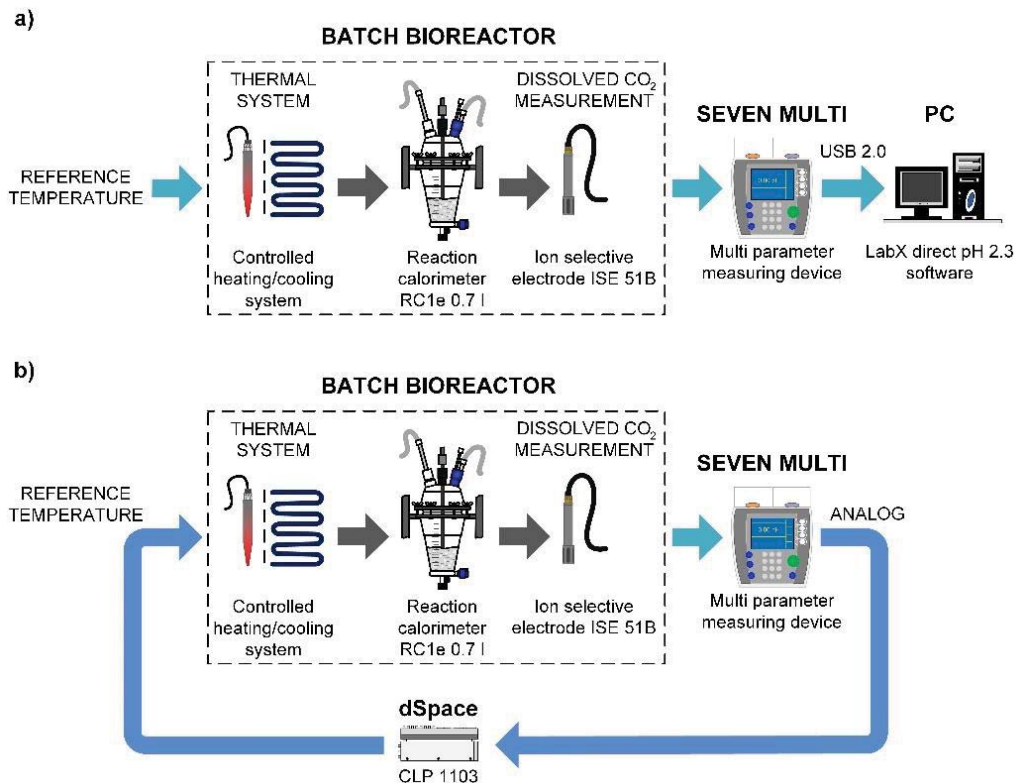 a)
BATCH BIOREACTOR
THERMAL
SYSTEM
DISSOLVED CO₂
MEASUREMENT
SEVEN MULTI
PC
USB 2.0
REFERENCE
TEMPERATURE
Controlled
heating/cooling
system
Reaction
calorimeter
RC1e 0.7 l
Ion selective
electrode ISE 51B
Multi parameter
measuring device
LabX direct pH 2.3
software
b)
BATCH BIOREACTOR
THERMAL
SYSTEM
DISSOLVED CO₂
MEASUREMENT
SEVEN MULTI
REFERENCE
TEMPERATURE
ANALOG
Controlled
heating/cooling
system
Reaction
calorimeter
RC1e 0.7 l
Ion selective
electrode ISE 51B
Multi parameter
measuring device
dSpace
CLP 1103